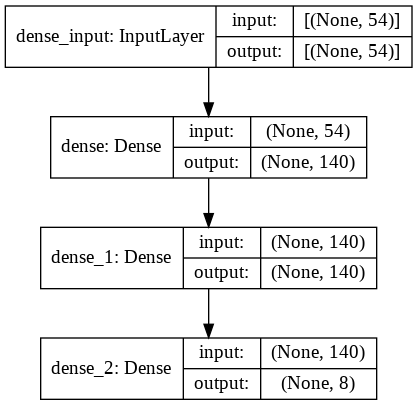 dense_input: InputLayer
input: [(None, 54)]
output: [(None, 54)]
dense: Dense
input: (None, 54)
output: (None, 140)
dense_1: Dense
input: (None, 140)
output: (None, 140)
dense_2: Dense
input: (None, 140)
output: (None, 8)